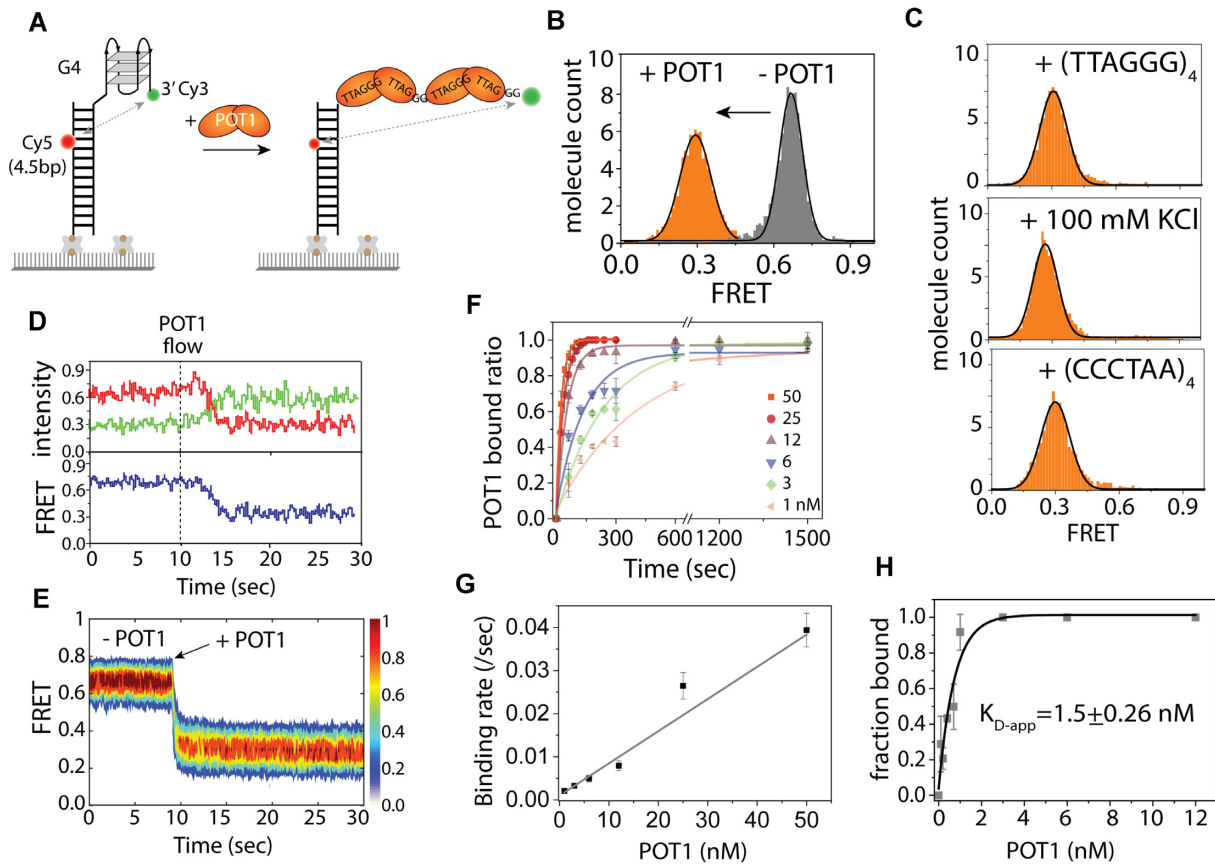 A
G4
3' Cy3
Cy5
(4.5bp)
+
POT1
TTAGGG
TTAG
GG
TTAGGG
TTAG
GG
B
+ POT1
- POT1
molecule count
10
8
6
4
2
0
0.0
0.3
0.6
0.9
FRET
C
+ (TTAGGG)4
10
5
0
+ 100 mM KCl
10
5
0
+ (CCCTAA)4
10
5
0
molecule count
0.0
0.3
0.6
0.9
FRET
D
POT1
flow
intensity
0.9
0.6
0.3
0.0
FRET
0.9
0.6
0.3
0.0
0 5 10 15 20 25 30
Time (sec)
E
- POT1
+ POT1
FRET
1
0.8
0.6
0.4
0.2
0.0
0 5 10 15 20 25 30
Time (sec)
1
0.8
0.6
0.4
0.2
0.0
F
POT1 bound ratio
1.0
0.8
0.6
0.4
0.2
0.0
50
25
12
6
3
1 nM
0 300 600 1200 1500
Time (sec)
G
Binding rate (/sec)
0.04
0.03
0.02
0.01
0.00
0 10 20 30 40 50
POT1 (nM)
H
fraction bound
1.0
0.8
0.6
0.4
0.2
0.0
KD-app=1.5±0.26 nM
0 2 4 6 8 10 12
POT1 (nM)